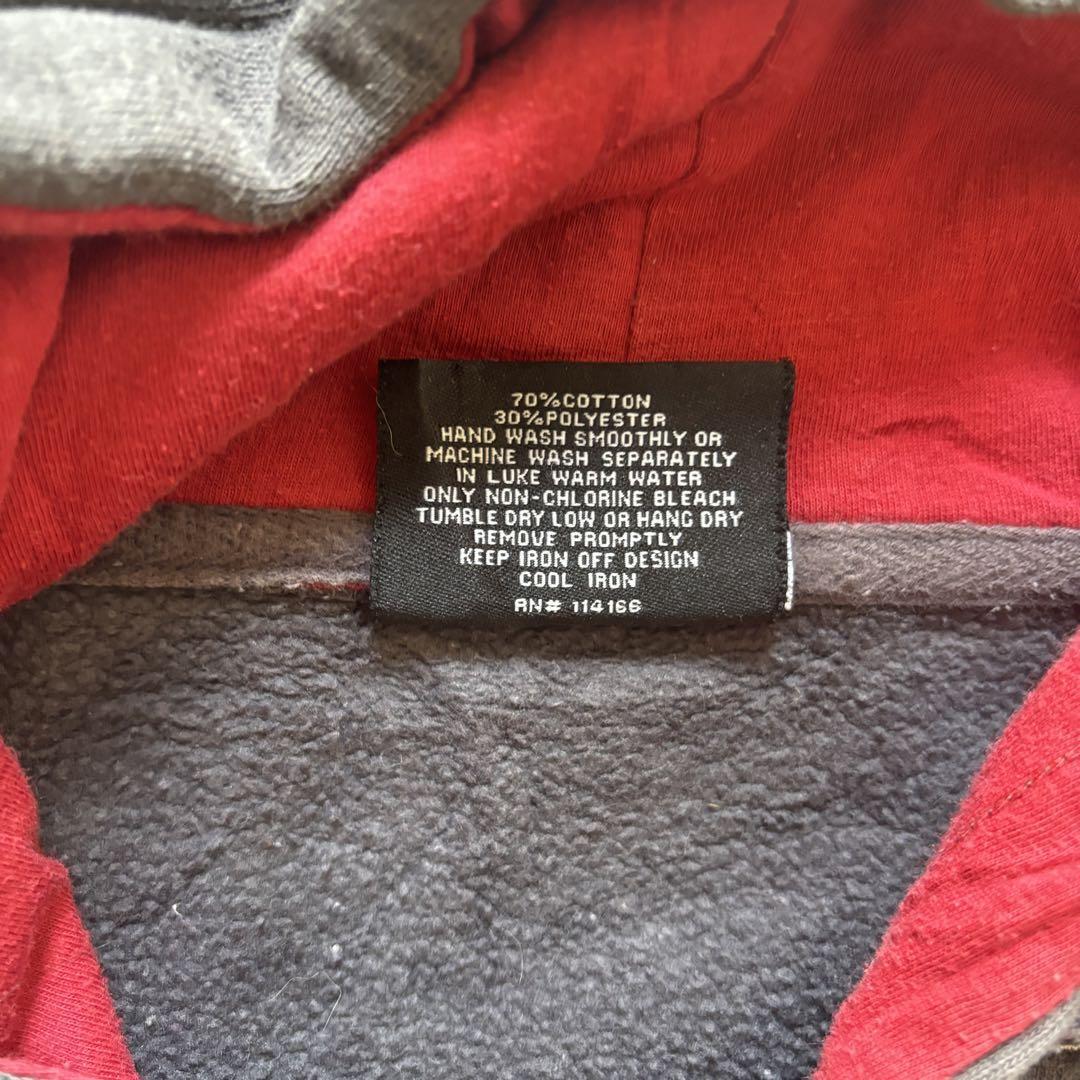 70%COTTON
30%POLYESTER
HAND WASH SMOOTHLY OR
MACHINE WASH SEPARATELY
IN LUKE WARM WATER
ONLY NON-CHLORINE BLEACH
TUMBLE DRY LOW OR HANG DRY
REMOVE PROMPTLY
KEEP IRON OFF DESIGN
COOL IRON
RN# 114166